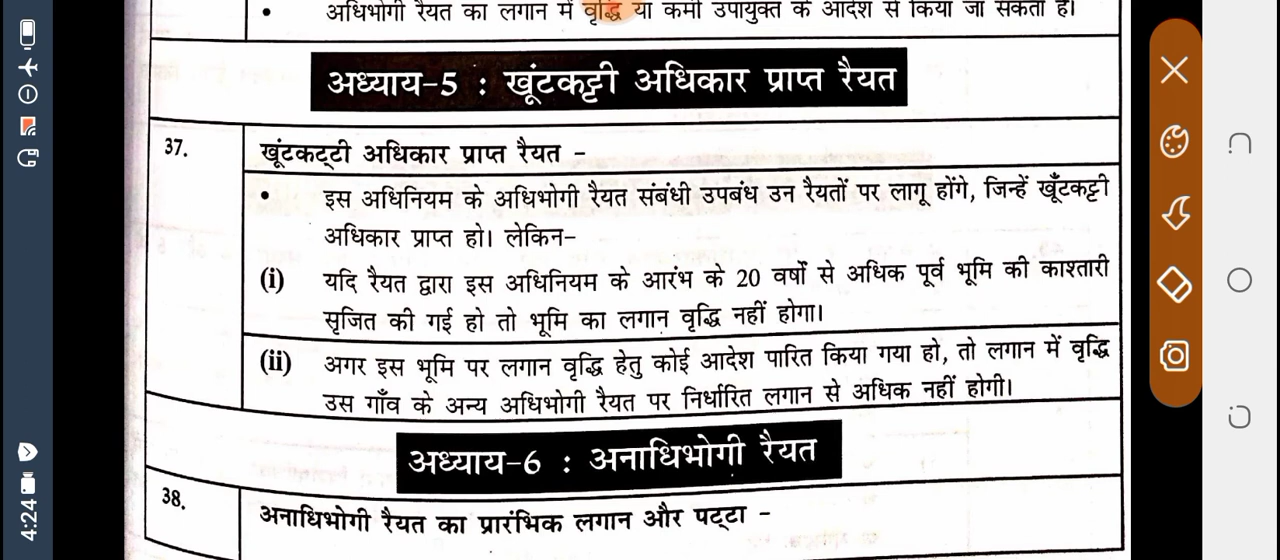 • अधिभोगी रैयत का लगान में वृद्धि या कमी उपायुक्त के आदेश से किया जा सकता है।
अध्याय-5 : खूंटकट्टी अधिकार प्राप्त रैयत
37. खूंटकट्टी अधिकार प्राप्त रैयत -
• इस अधिनियम के अधिभोगी रैयत संबंधी उपबंध उन रैयतों पर लागू होंगे, जिन्हें खूँटकट्टी
अधिकार प्राप्त हो। लेकिन-
(i) यदि रैयत द्वारा इस अधिनियम के आरंभ के 20 वर्षों से अधिक पूर्व भूमि की काश्तारी
सृजित की गई हो तो भूमि का लगान वृद्धि नहीं होगा।
(ii) अगर इस भूमि पर लगान वृद्धि हेतु कोई आदेश पारित किया गया हो, तो लगान में वृद्धि
उस गाँव के अन्य अधिभोगी रैयत पर निर्धारित लगान से अधिक नहीं होगी।
अध्याय-6 : अनाधिभोगी रैयत
38. अनाधिभोगी रैयत का प्रारंभिक लगान और पट्टा -
4:24